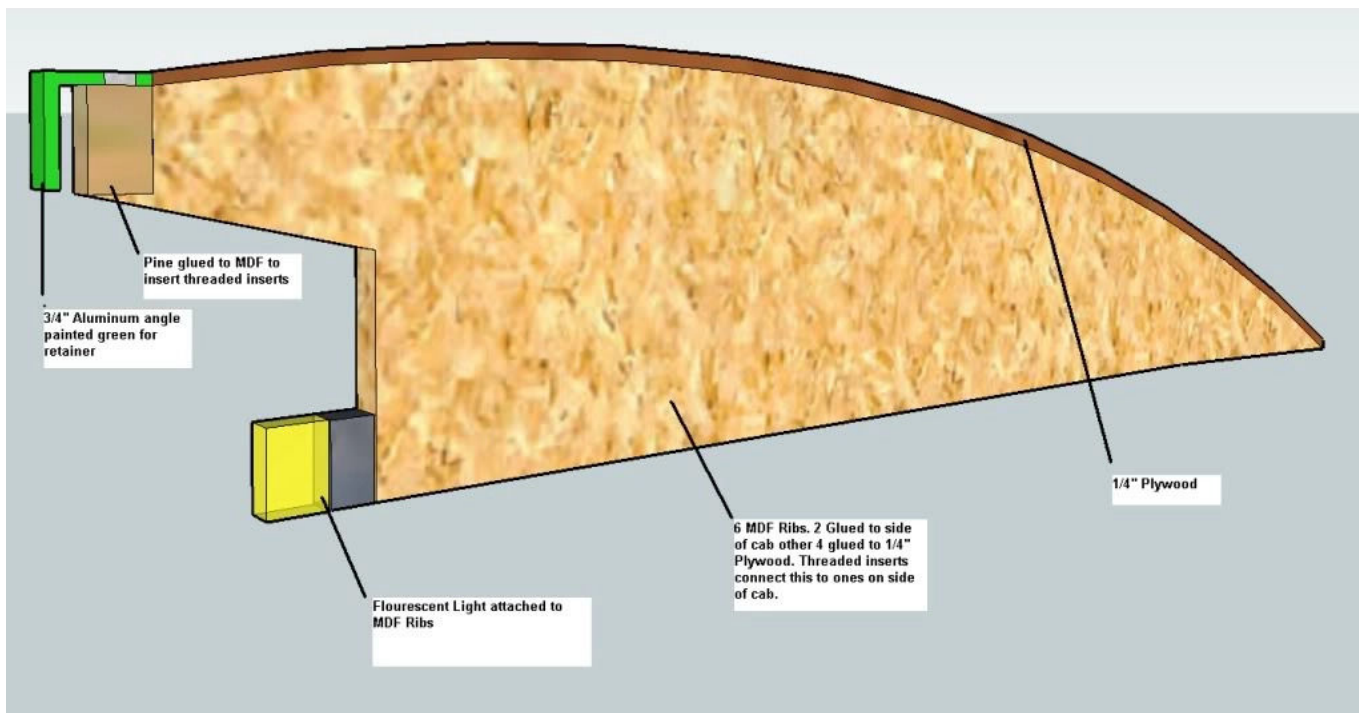 Pine glued to MDF to
insert threaded inserts
3/4" Aluminum angle
painted green for
retainer
1/4" Plywood
6 MDF Ribs. 2 Glued to side
of cab other 4 glued to 1/4"
Plywood. Threaded inserts
connect this to ones on side
of cab.
Flourescent Light attached to
MDF Ribs